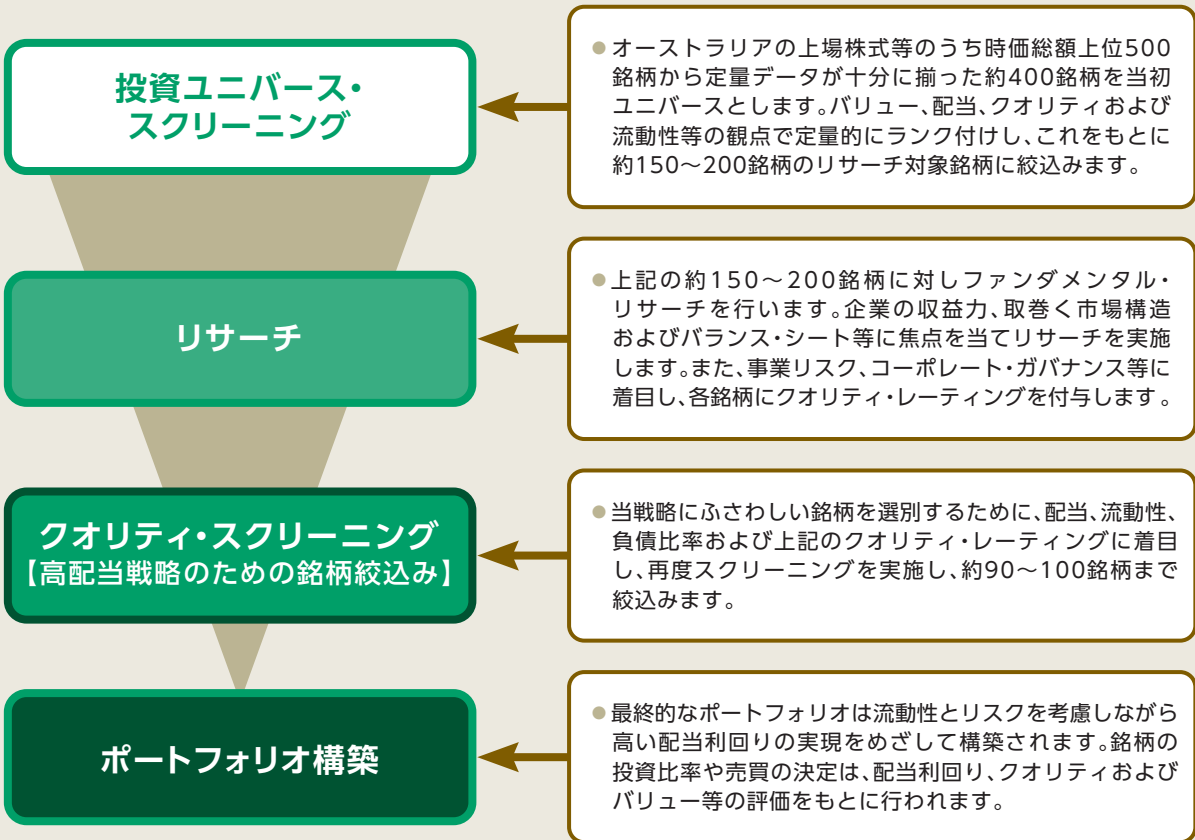 投資ユニバース・
スクリーニング
●オーストラリアの上場株式等のうち時価総額上位500
銘柄から定量データが十分に揃った約400銘柄を当初
ユニバースとします。バリュー、配当、クオリティおよび
流動性等の観点で定量的にランク付けし、これをもとに
約150～200銘柄のリサーチ対象銘柄に絞込みます。
リサーチ
●上記の約150～200銘柄に対しファンダメンタル・
リサーチを行います。企業の収益力、取巻く市場構造
およびバランス・シート等に焦点を当てリサーチを実施
します。また、事業リスク、コーポレート・ガバナンス等に
着目し、各銘柄にクオリティ・レーティングを付与します。
クオリティ・スクリーニング
【高配当戦略のための銘柄絞込み】
●当戦略にふさわしい銘柄を選別するために、配当、流動性、
負債比率および上記のクオリティ・レーティングに着目
し、再度スクリーニングを実施し、約90～100銘柄まで
絞込みます。
ポートフォリオ構築
●最終的なポートフォリオは流動性とリスクを考慮しながら
高い配当利回りの実現をめざして構築されます。銘柄の
投資比率や売買の決定は、配当利回り、クオリティおよび
バリュー等の評価をもとに行われます。